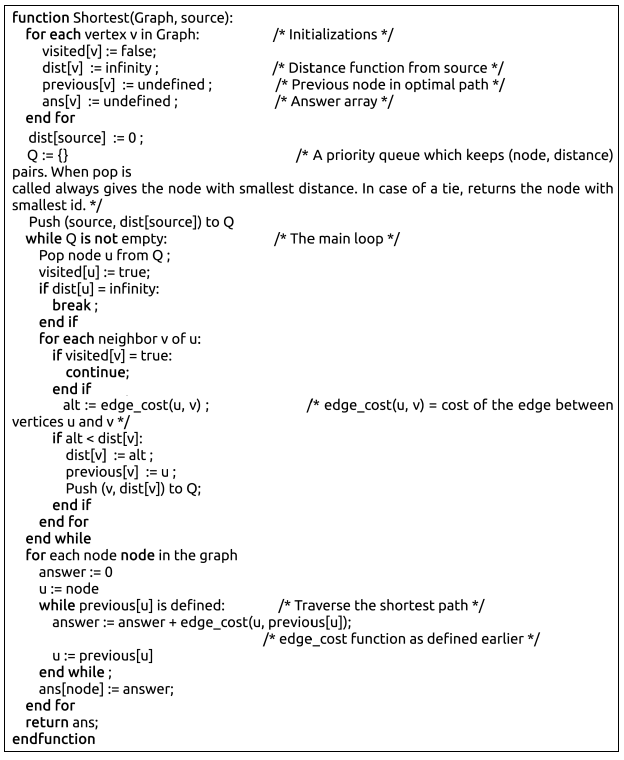 function Shortest(Graph, source):
for each vertex v in Graph: /* Initializations */
visited[v] := false;
dist[v] := infinity ; /* Distance function from source */
previous[v] := undefined ; /* Previous node in optimal path */
ans[v] := undefined ; /* Answer array */
end for
dist[source] := 0 ;
Q := {} /* A priority queue which keeps (node, distance)
pairs. When pop is
called always gives the node with smallest distance. In case of a tie, returns the node with
smallest id. */
Push (source, dist[source]) to Q
while Q is not empty: /* The main loop */
Pop node u from Q ;
visited[u] := true;
if dist[u] = infinity:
break ;
end if
for each neighbor v of u:
if visited[v] = true:
continue;
end if
alt := edge_cost(u, v) ; /* edge_cost(u, v) = cost of the edge between
vertices u and v */
if alt < dist[v]:
dist[v] := alt ;
previous[v] := u ;
Push (v, dist[v]) to Q;
end if
end for
end while
for each node node in the graph
answer := 0
u := node
while previous[u] is defined: /* Traverse the shortest path */
answer := answer + edge_cost(u, previous[u]);
/* edge_cost function as defined earlier */
u := previous[u]
end while ;
ans[node] := answer;
end for
return ans;
endfunction